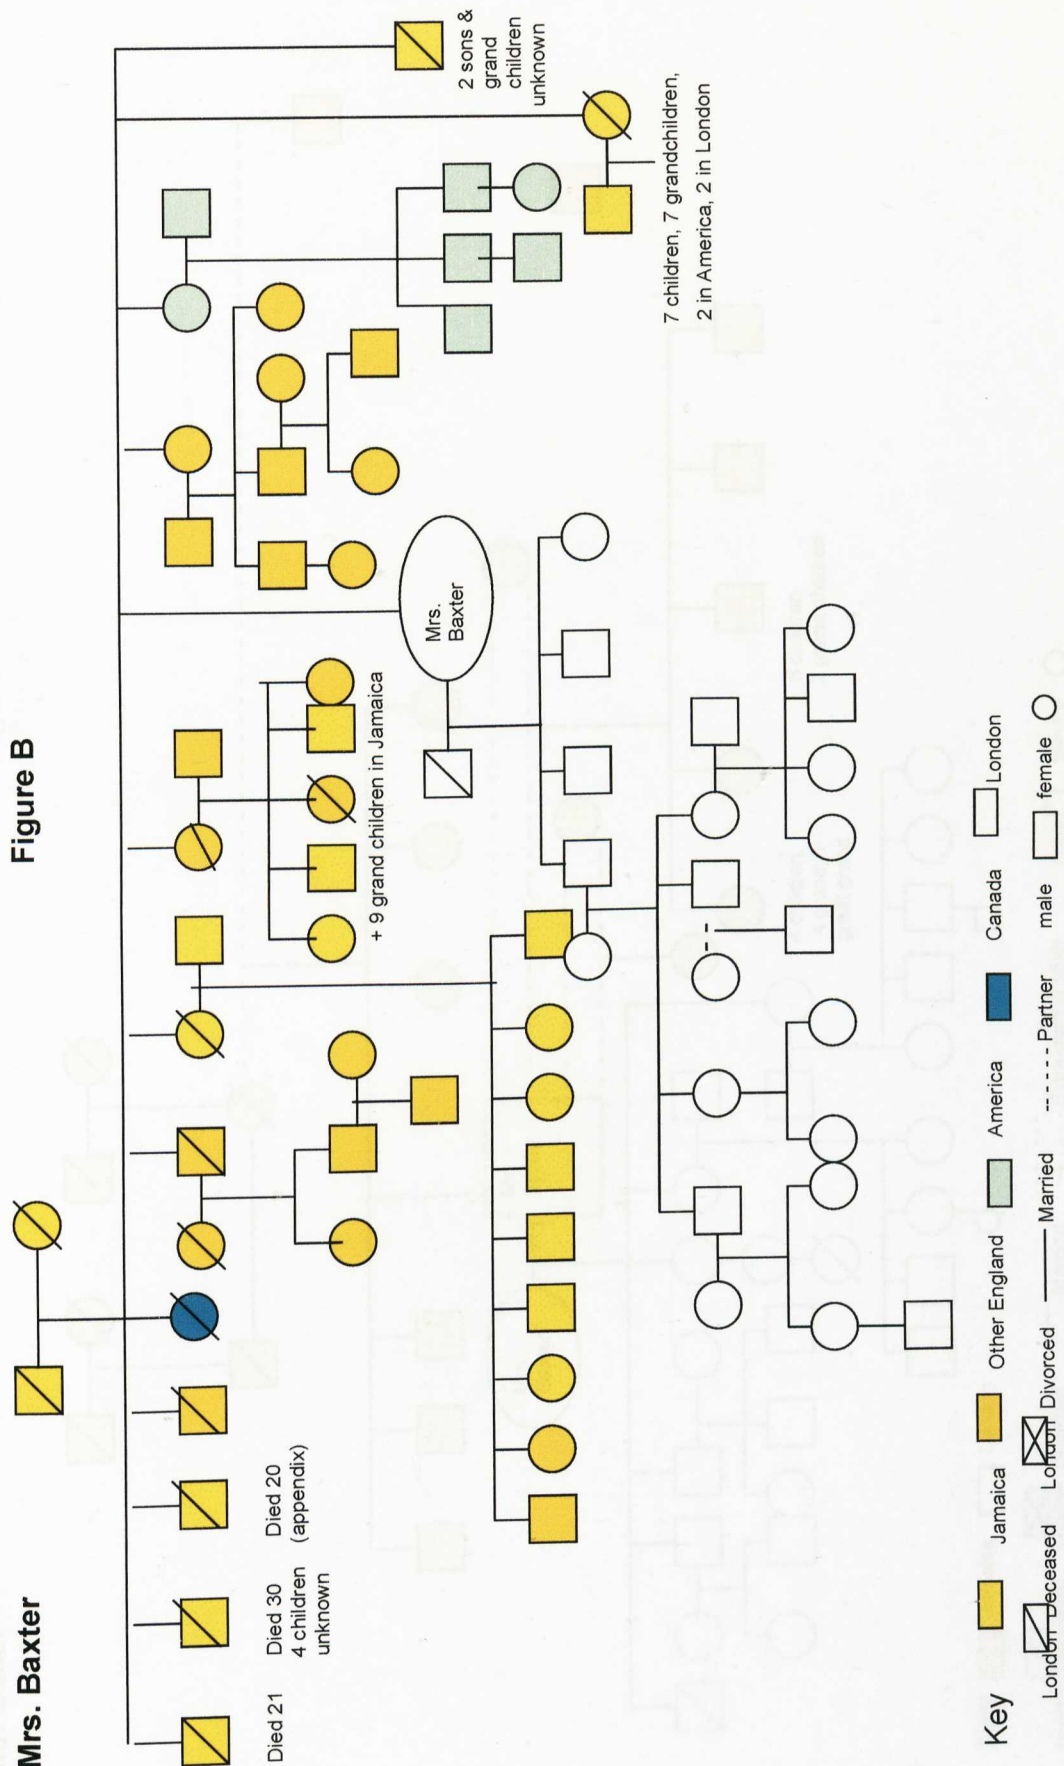 Mrs. Baxter
Figure B
Died 21
Died 30
4 children
unknown
Died 20
(appendix)
+ 9 grand children in Jamaica
Mrs.
Baxter
2 sons &
grand
children
unknown
7 children, 7 grandchildren,
2 in America, 2 in London
Key
Jamaica
Other England
America
Canada
London
London Deceased
London Divorced
Married
Partner
male
female